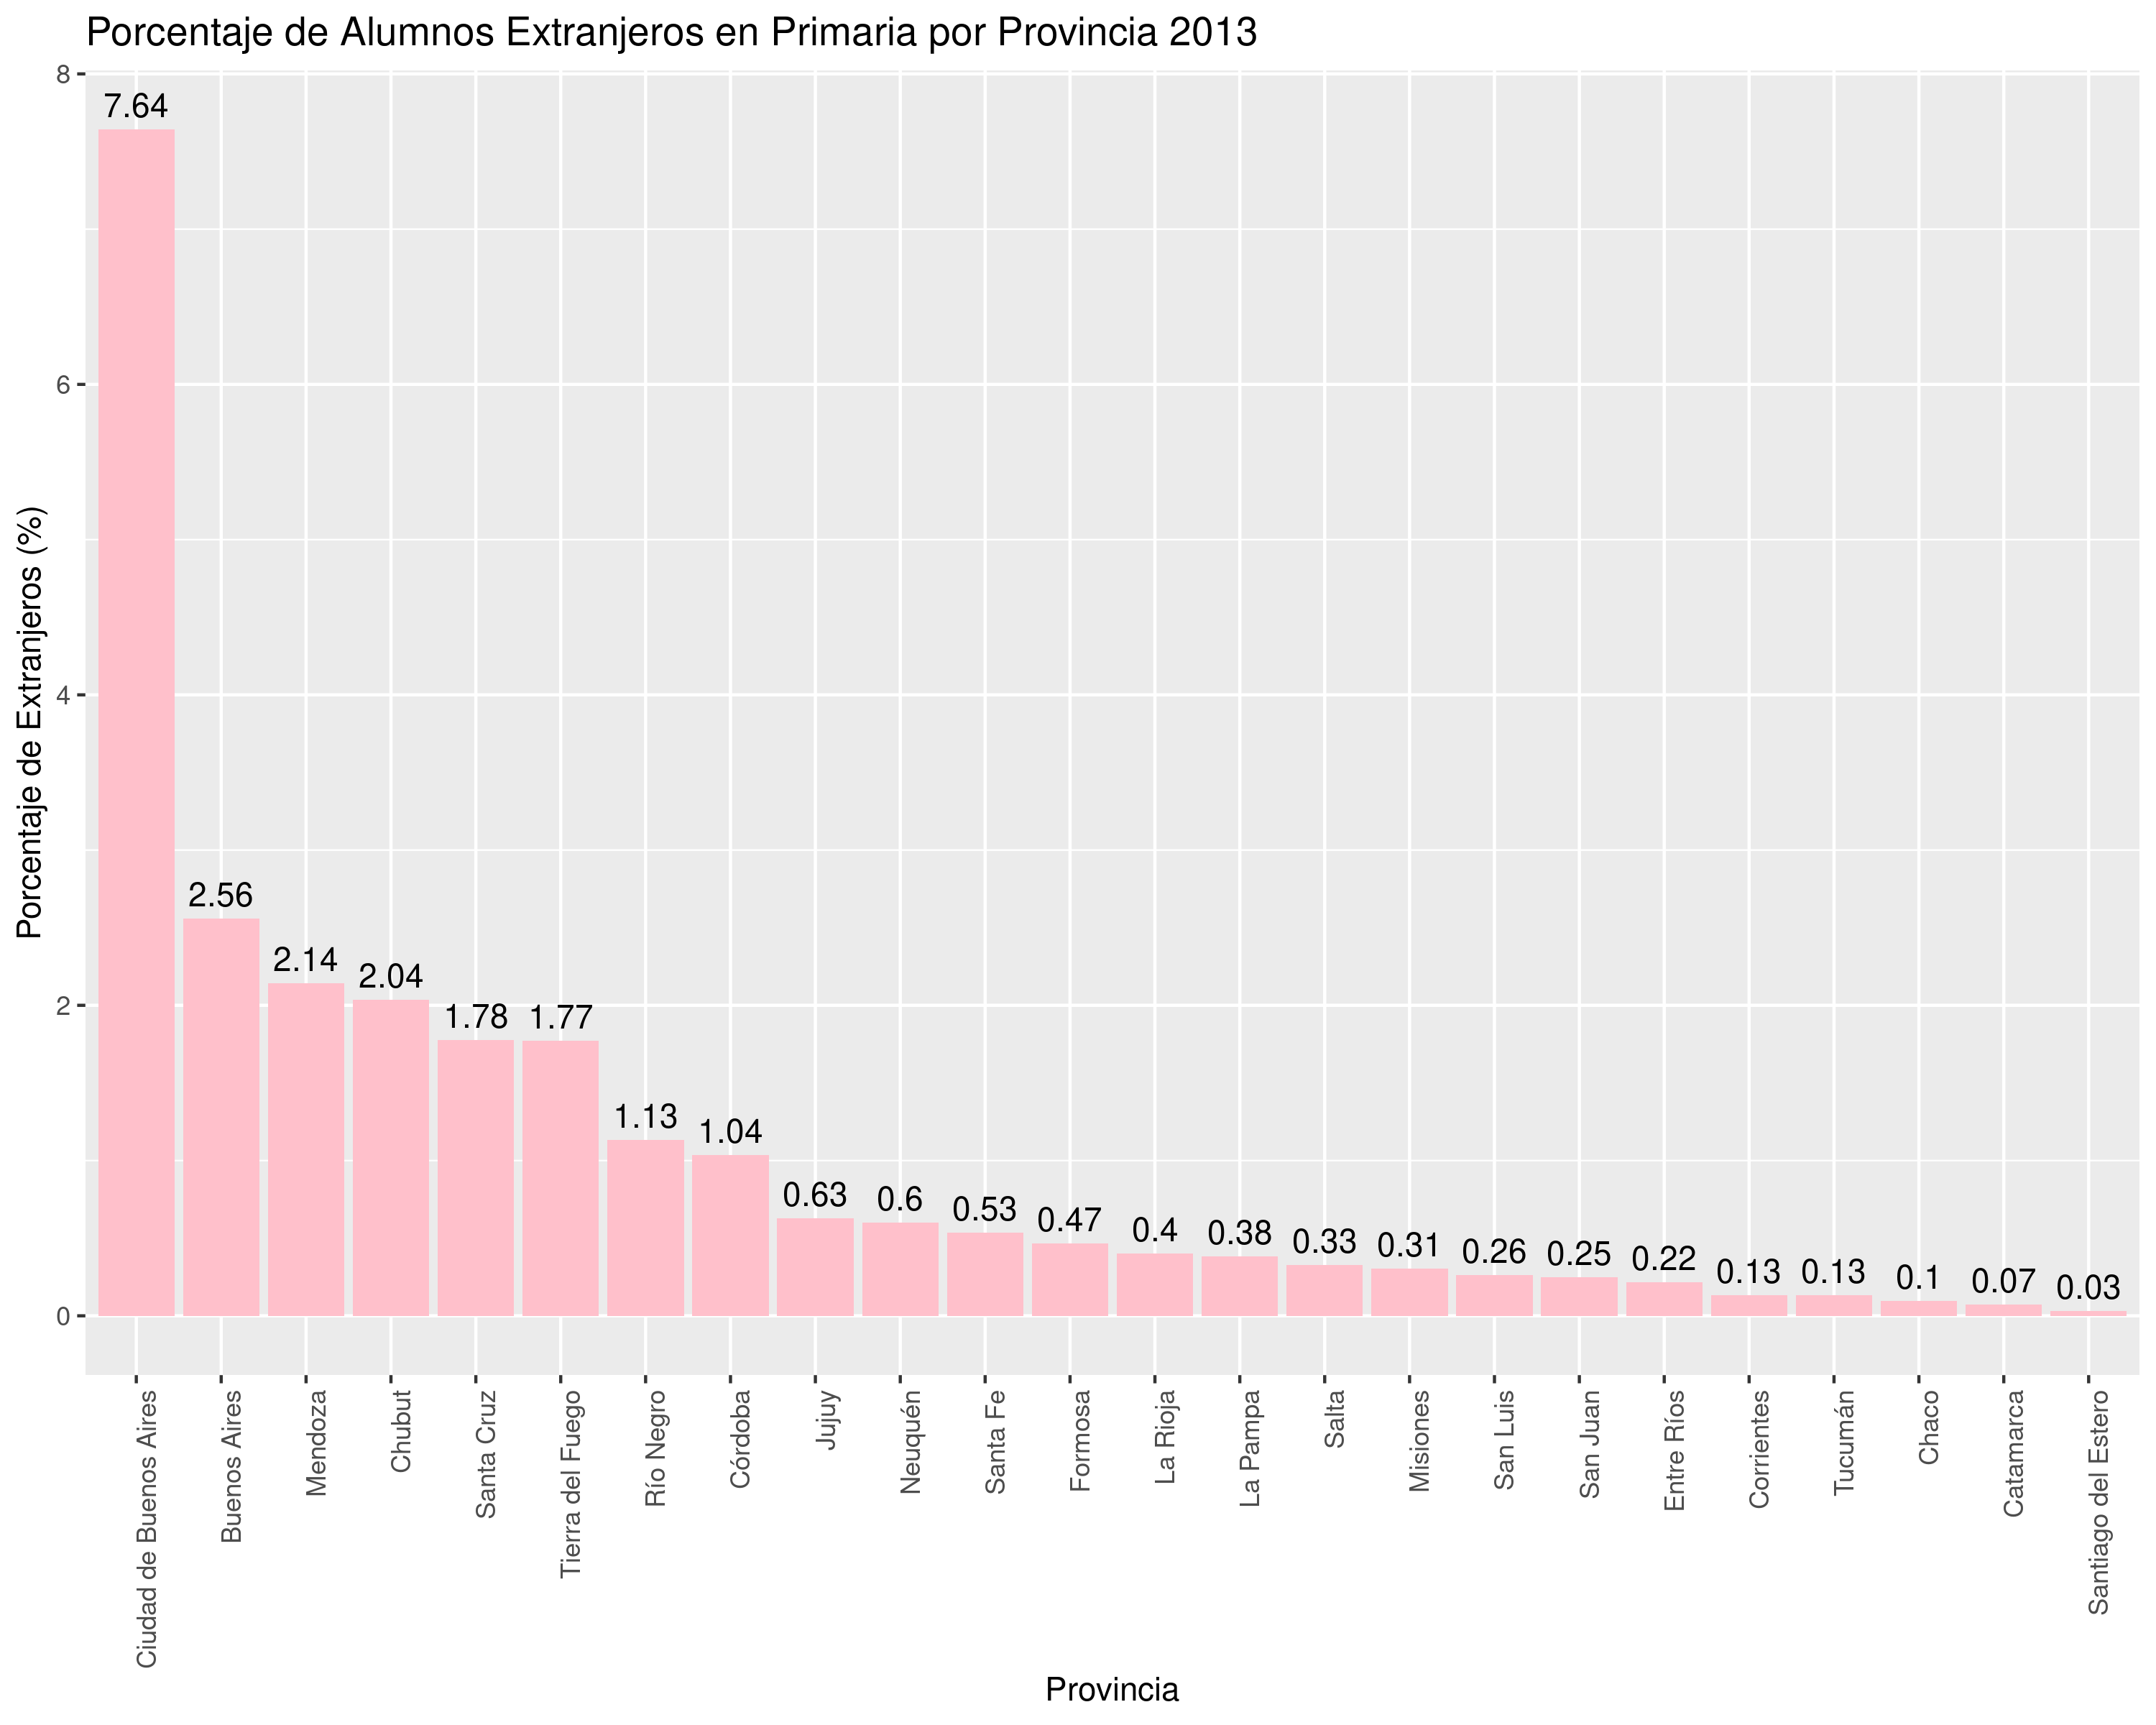 Porcentaje de Alumnos Extranjeros en Primaria por Provincia 2013
Porcentaje de Extranjeros (%)
8
6
4
2
0
7.64
2.56
2.14
2.04
1.78
1.77
1.13
1.04
0.63
0.6
0.53
0.47
0.4
0.38
0.33
0.31
0.26
0.25
0.22
0.13
0.13
0.1
0.07
0.03
Ciudad de Buenos Aires
Buenos Aires
Mendoza
Chubut
Santa Cruz
Tierra del Fuego
Río Negro
Córdoba
Jujuy
Neuquén
Santa Fe
Formosa
La Rioja
La Pampa
Salta
Misiones
San Luis
San Juan
Entre Ríos
Corrientes
Tucumán
Chaco
Catamarca
Santiago del Estero
Provincia